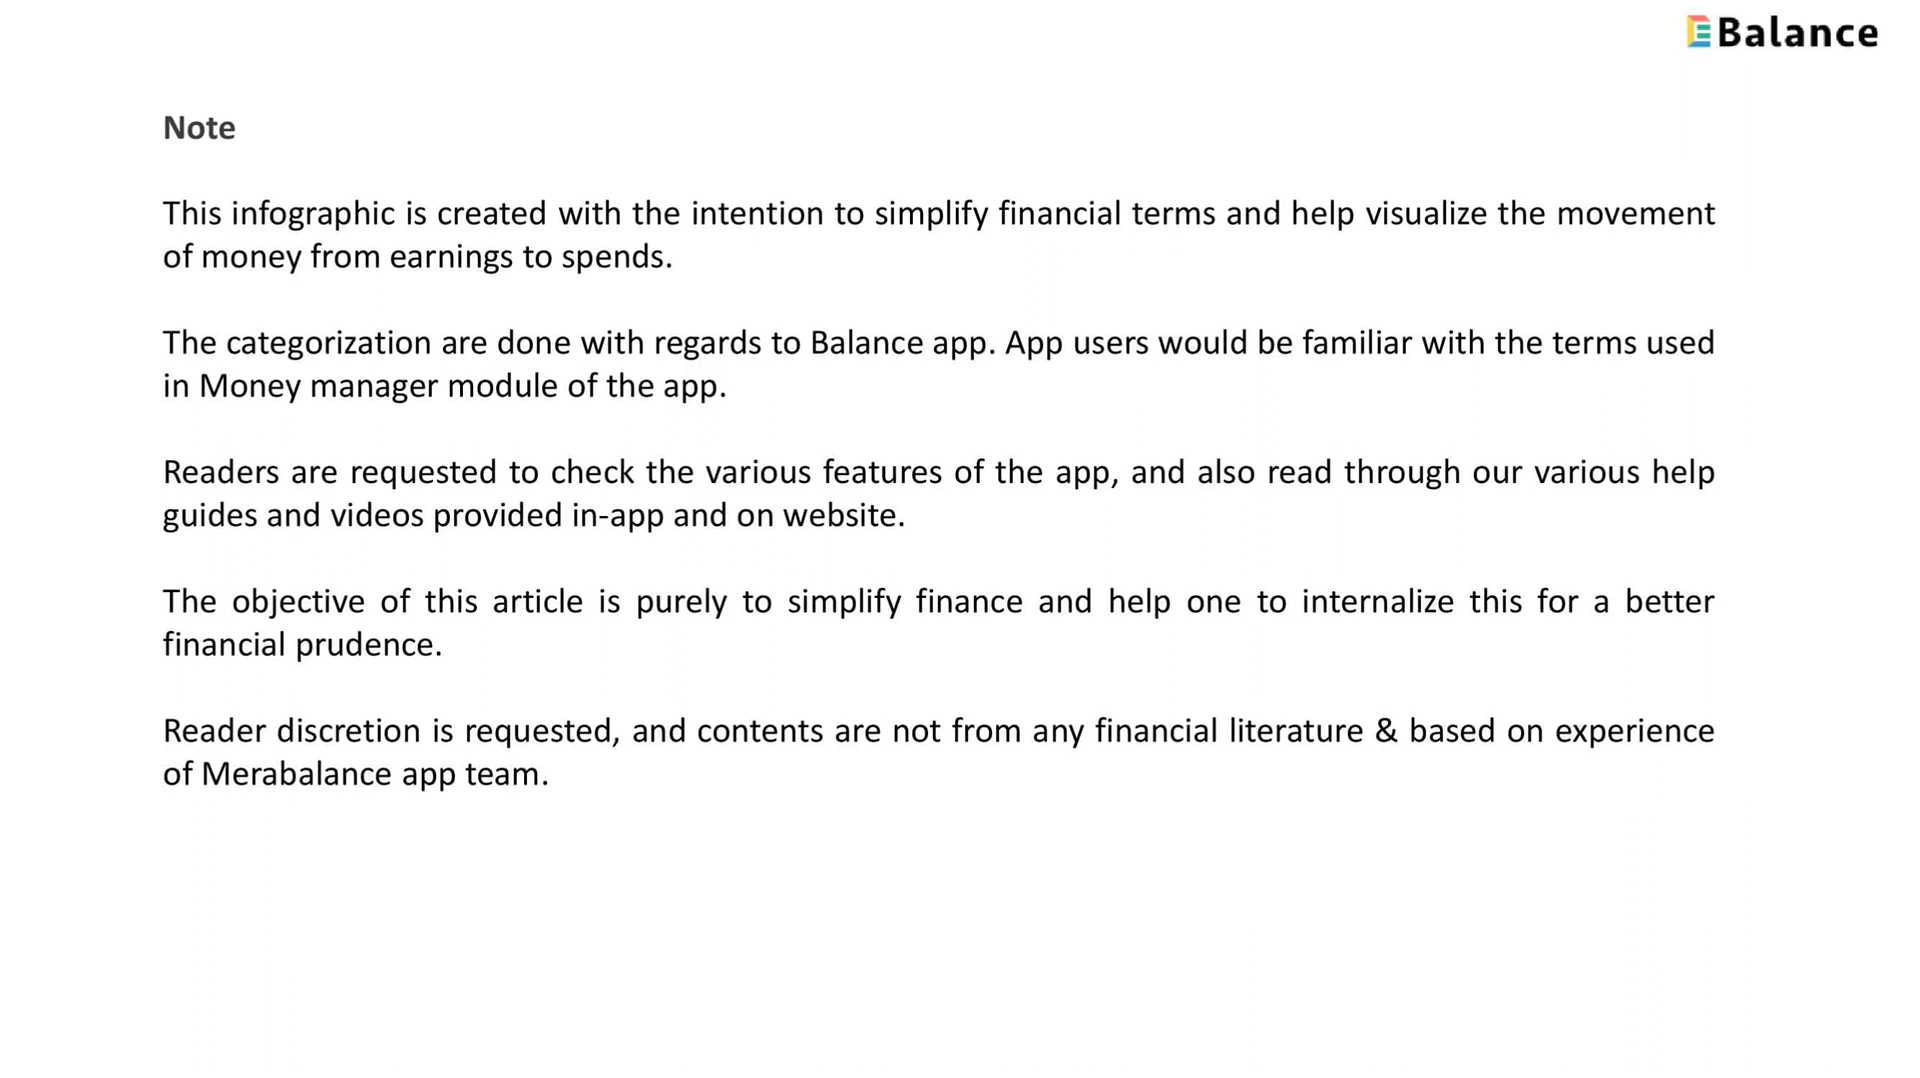 Balance
Note
This infographic is created with the intention to simplify financial terms and help visualize the movement
of money from earnings to spends.
The categorization are done with regards to Balance app. App users would be familiar with the terms used
in Money manager module of the app.
Readers are requested to check the various features of the app, and also read through our various help
guides and videos provided in-app and on website.
The objective of this article is purely to simplify finance and help one to internalize this for a better
financial prudence.
Reader discretion is requested, and contents are not from any financial literature & based on experience
of Merabalance app team.